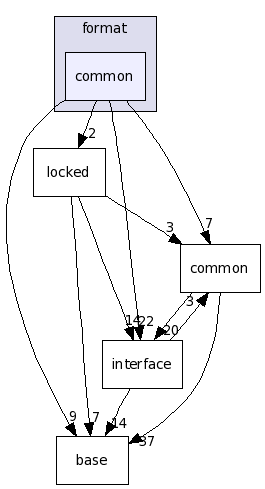 format
common
2
locked
3
7
common
3
14
22
20
interface
9
7
14
37
base